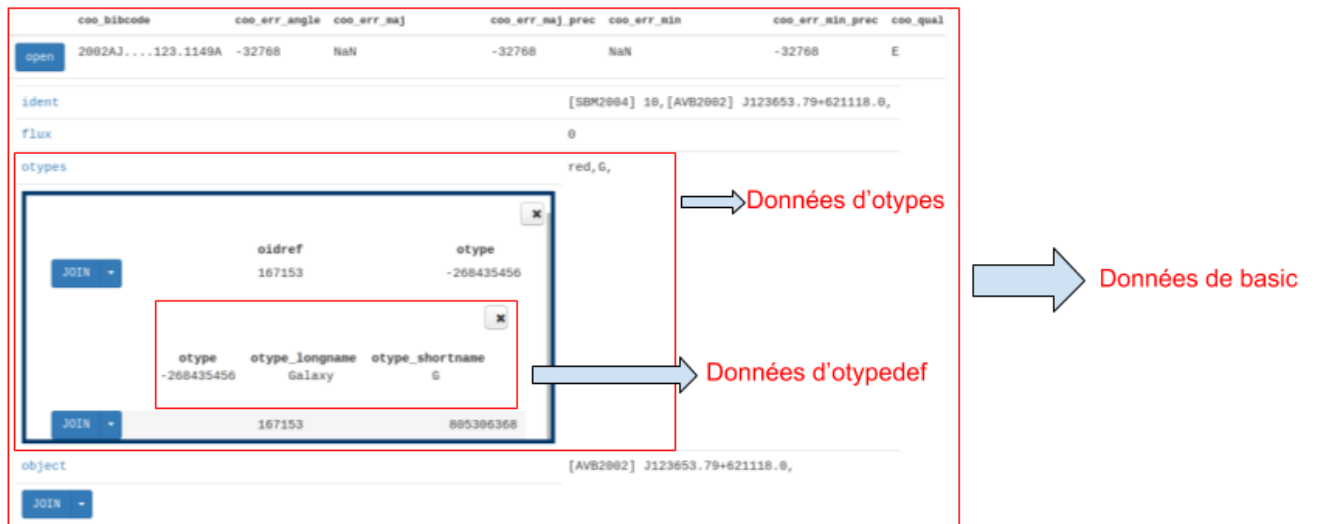 coo_bibcode coo_err_angle coo_err_maj coo_err_maj_prec coo_err_min coo_err_min_prec coo_qual
open 2002AJ....123.1149A -32768 NaN -32768 NaN -32768 E
ident [SBM2004] 10,[AVB2002] J123653.79+621118.0,
flux 0
otypes red,G,
Données d'otypes
✖
oidref otype
JOIN 167153 -268435456
Données de basic
✖
otype otype_longname otype_shortname
-268435456 Galaxy G
Données d'otypedef
JOIN 167153 805306368
object [AVB2002] J123653.79+621118.0,
JOIN